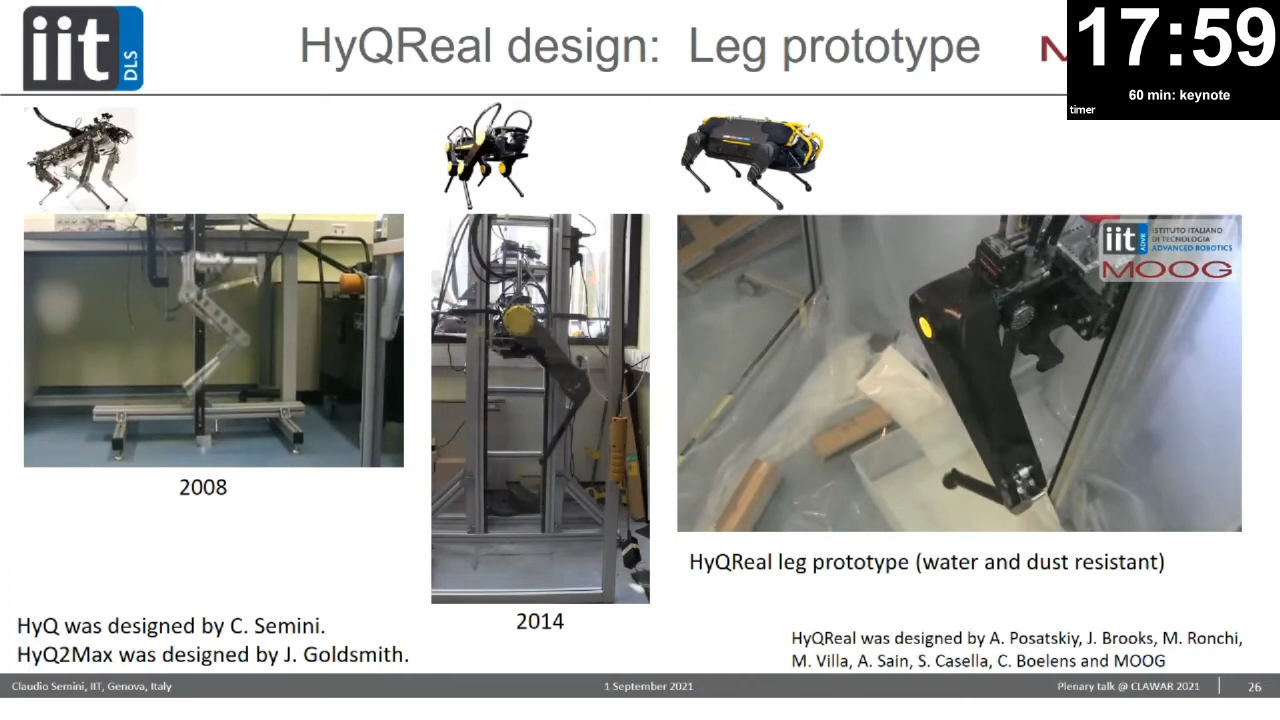 iit
DLS
HyQReal design: Leg prototype
17:59
60 min: keynote
timer
iit
ADVR
ISTITUTO ITALIANO
DI TECNOLOGIA
ADVANCED ROBOTICS
MOOG
2008
2014
HyQReal leg prototype (water and dust resistant)
HyQ was designed by C. Semini.
HyQ2Max was designed by J. Goldsmith.
HyQReal was designed by A. Posatskiy, J. Brooks, M. Ronchi,
M. Villa, A. Sain, S. Casella, C. Boelens and MOOG
Claudio Semini, IIT, Genova, Italy
1 September 2021
Plenary talk @ CLAWAR 2021
26